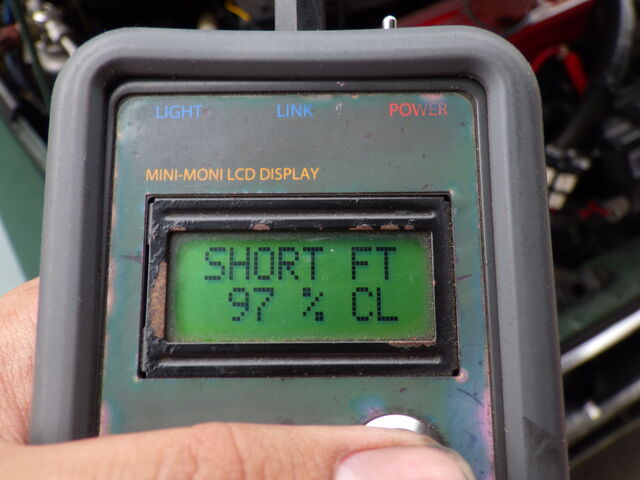 LIGHT LINK POWER
MINI-MONI LCD DISPLAY
SHORT FT
97 % CL